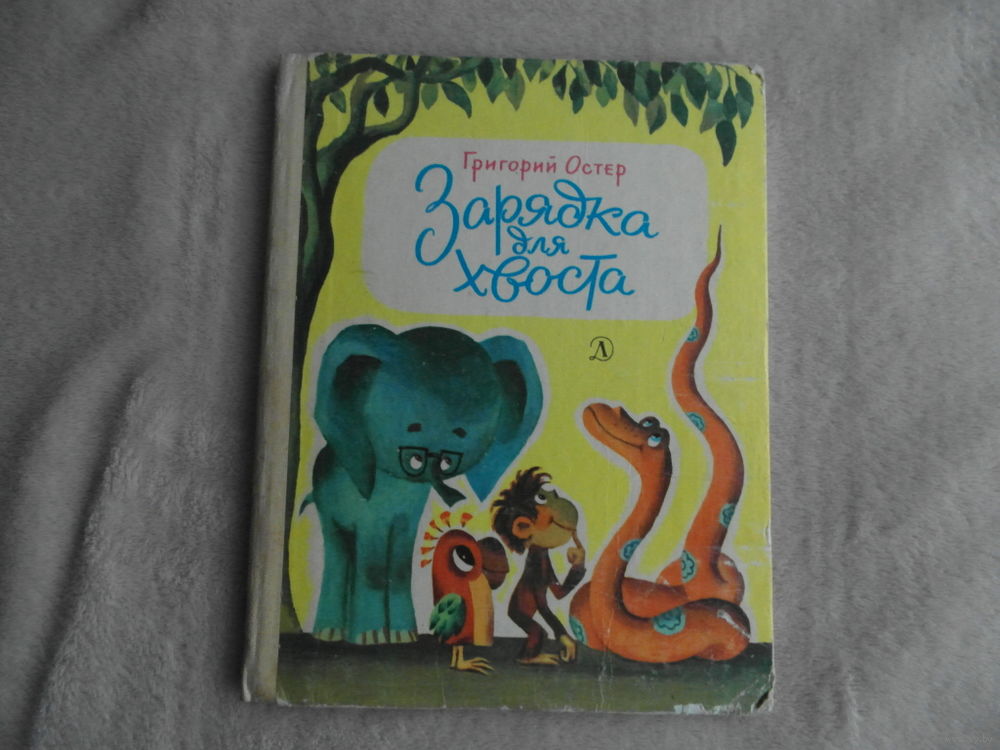 Григорий Остер
Зарядка
для
хвоста
Д